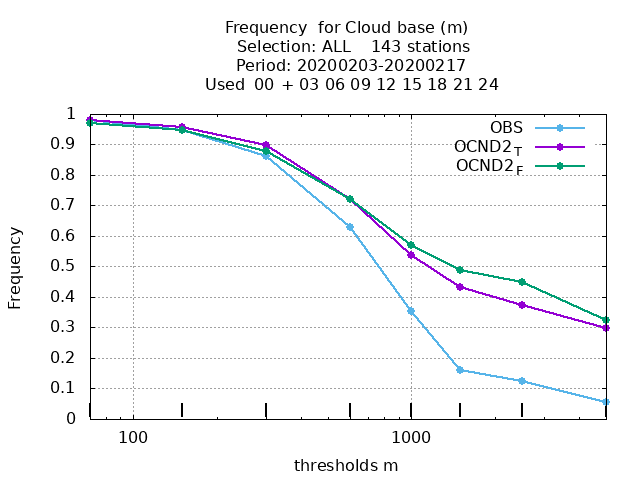 Frequency  for Cloud base (m)
Selection: ALL    143 stations
Period: 20200203-20200217
Used  00  + 03 06 09 12 15 18 21 24
OBS
OCND2T
OCND2F
1
0.9
0.8
0.7
0.6
0.5
0.4
0.3
0.2
0.1
0
Frequency
100 1000
thresholds m